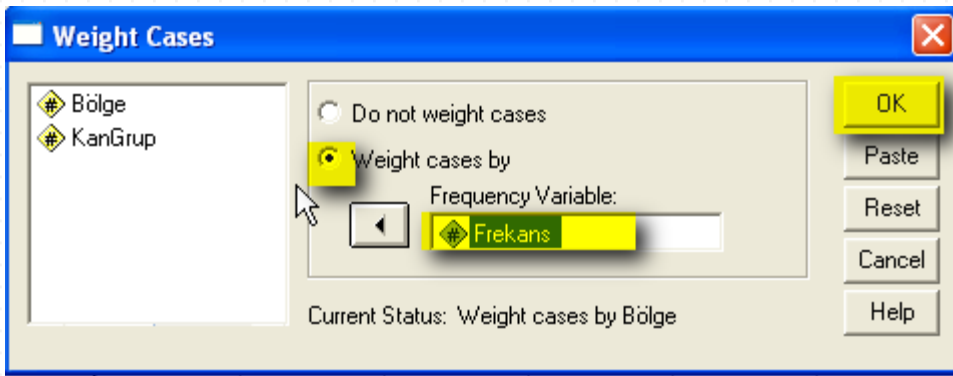 Weight Cases
Bölge
KanGrup
Do not weight cases
Weight cases by
Frequency Variable:
Frekans
Current Status: Weight cases by Bölge
OK
Paste
Reset
Cancel
Help